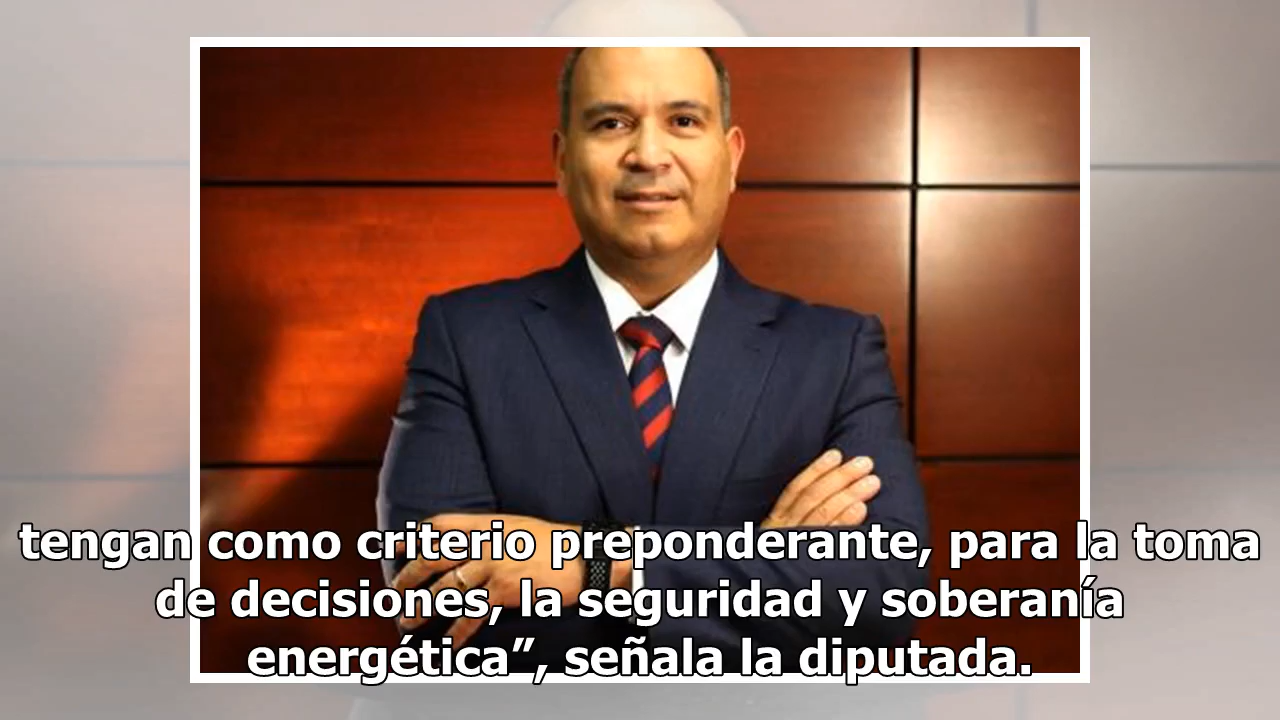 tengan como criterio preponderante, para la toma
de decisiones, la seguridad y soberanía
energética”, señala la diputada.